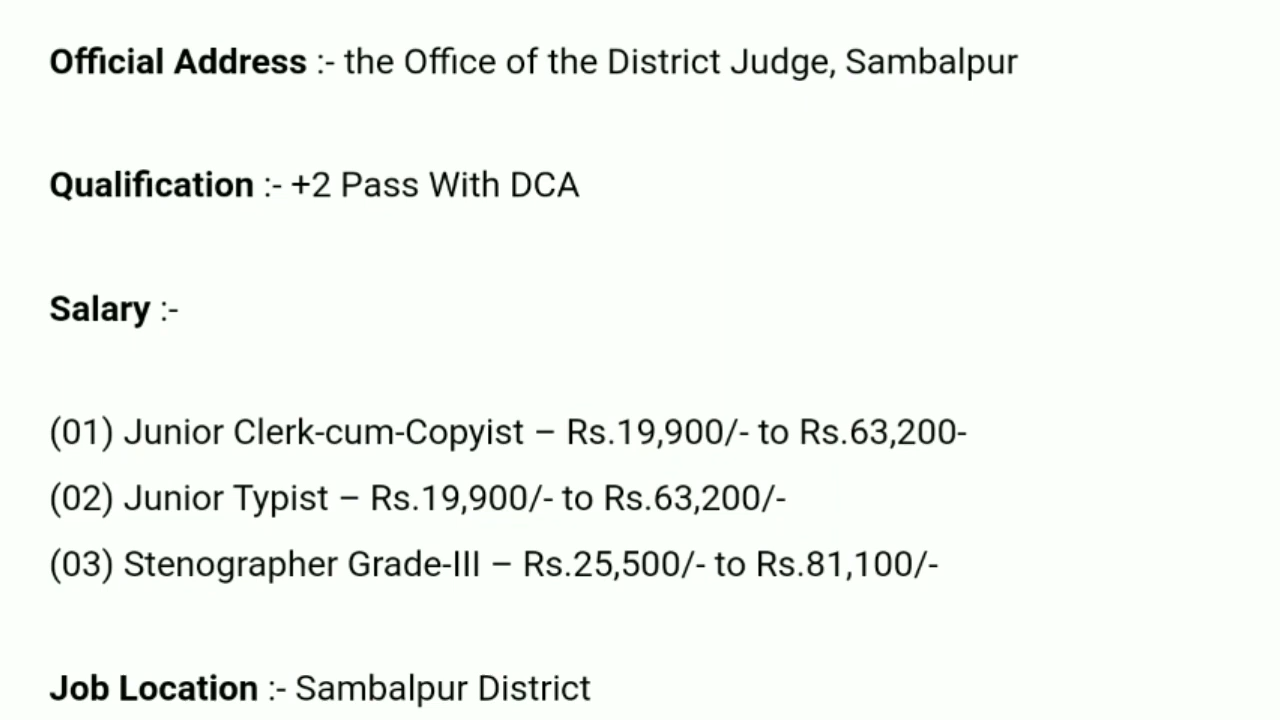 Official Address :- the Office of the District Judge, Sambalpur
Qualification :- +2 Pass With DCA
Salary :-
(01) Junior Clerk-cum-Copyist – Rs.19,900/- to Rs.63,200-
(02) Junior Typist – Rs.19,900/- to Rs.63,200/-
(03) Stenographer Grade-III – Rs.25,500/- to Rs.81,100/-
Job Location :- Sambalpur District